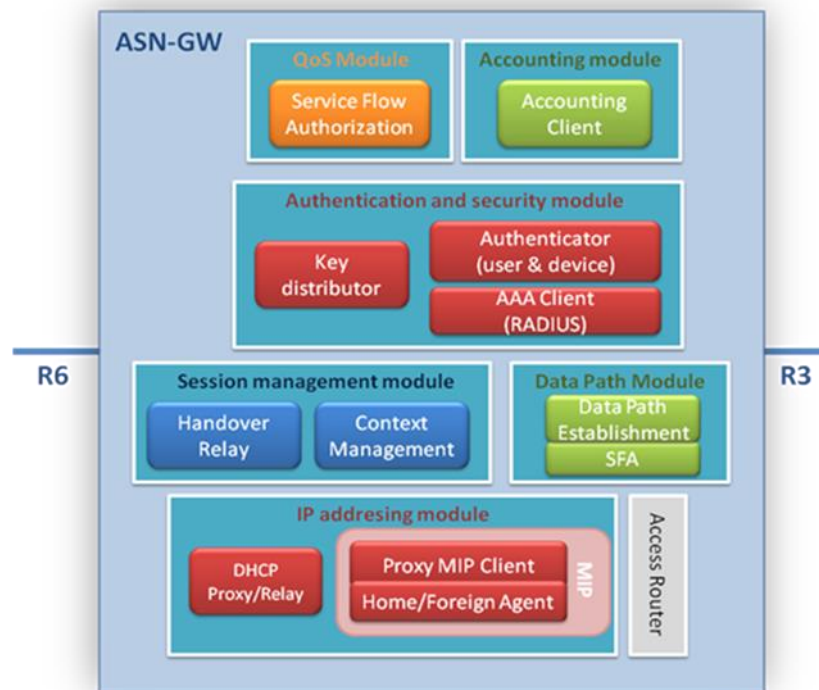 ASN-GW
QoS Module
Service Flow
Authorization
Accounting module
Accounting
Client
Authentication and security module
Key
distributor
Authenticator
(user & device)
AAA Client
(RADIUS)
R6
R3
Session management module
Handover
Relay
Context
Management
Data Path Module
Data Path
Establishment
SFA
IP addresing module
DHCP
Proxy/Relay
Proxy MIP Client
Home/Foreign Agent
MIP
Access Router